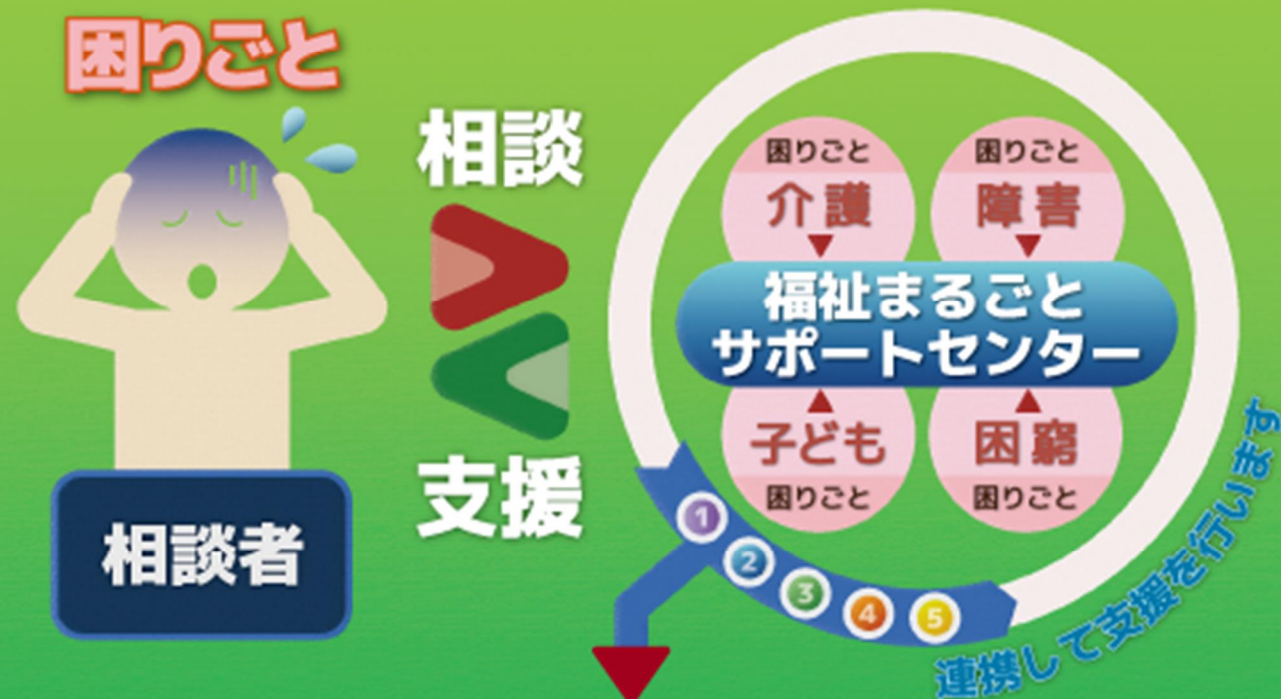 困りごと
相談
支援
相談者
困りごと
介護
困りごと
障害
福祉まるごと
サポートセンター
子ども
困りごと
困窮
困りごと
1
2
3
4
5
連携して支援を行います